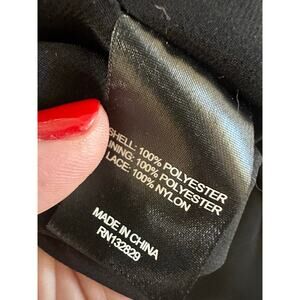 SHELL: 100% POLYESTER
LINING: 100% POLYESTER
LACE: 100% NYLON
MADE IN CHINA
RN132829